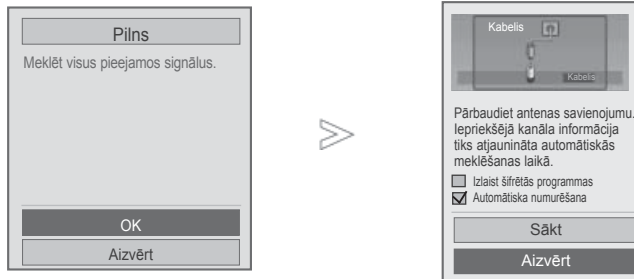 Pilns
Meklēt visus pieejamos signālus.
OK
Aizvērt
Kabelis
Kabelis
Pārbaudiet antenas savienojumu.
Iepriekšējā kanāla informācija
tiks atjaunināta automātiskās
meklēšanas laikā.
Izlaist šifrētās programmas
Automātiska numurēšana
Sākt
Aizvērt